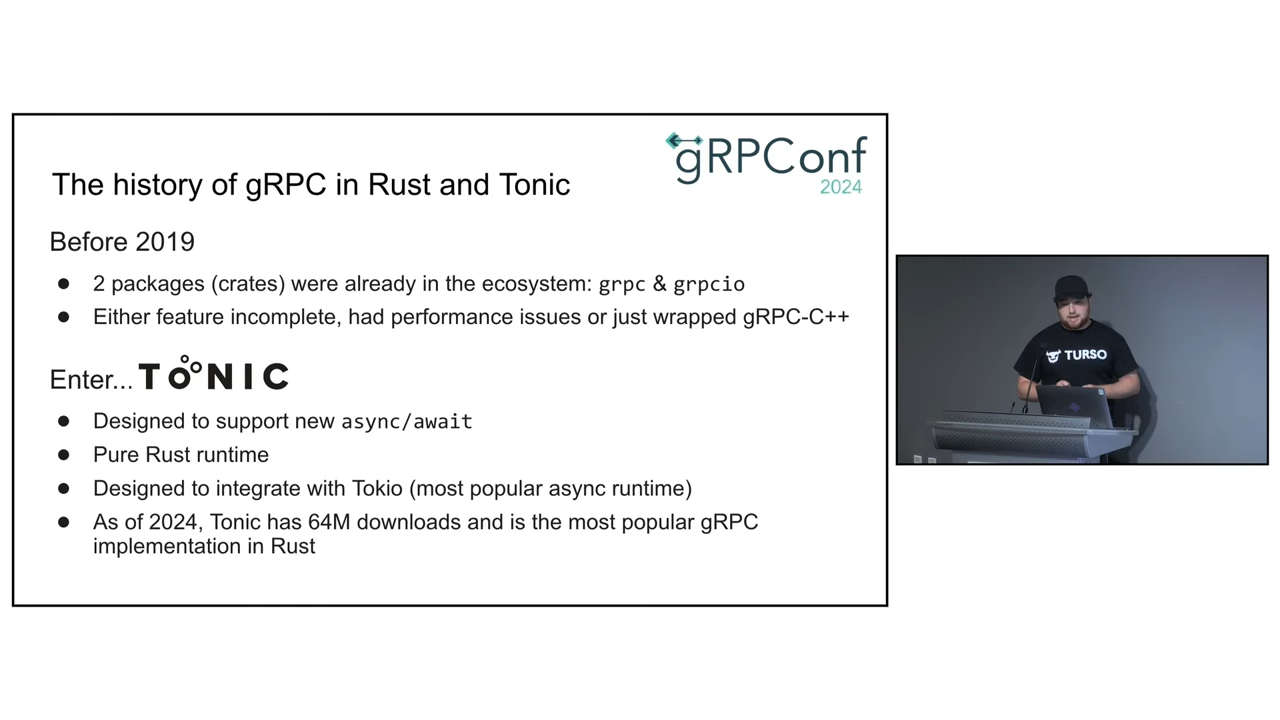 gRPConf
2024
The history of gRPC in Rust and Tonic
Before 2019
● 2 packages (crates) were already in the ecosystem: grpc & grpcio
● Either feature incomplete, had performance issues or just wrapped gRPC-C++
Enter... TONIC
● Designed to support new async/await
● Pure Rust runtime
● Designed to integrate with Tokio (most popular async runtime)
● As of 2024, Tonic has 64M downloads and is the most popular gRPC
implementation in Rust
TURSO